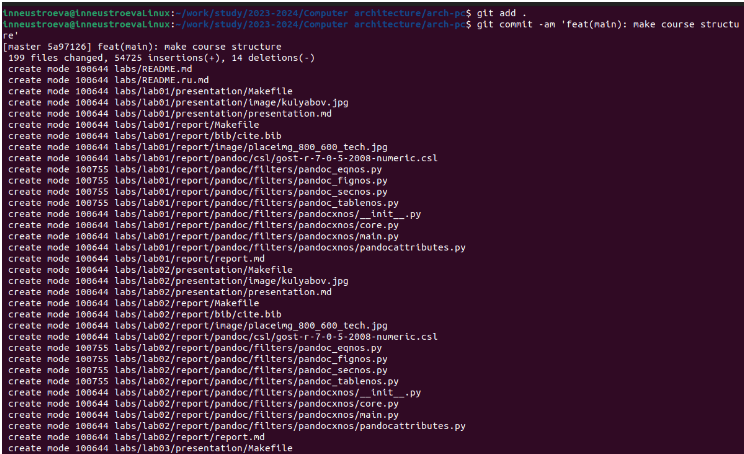 inneustroeva@inneustroevaLinux:~/work/study/2023-2024/Computer architecture/arch-pc$ git add .
inneustroeva@inneustroevaLinux:~/work/study/2023-2024/Computer architecture/arch-pc$ git commit -am 'feat(main): make course structu
re'
[master 5a97126] feat(main): make course structure
 199 files changed, 54725 insertions(+), 14 deletions(-)
 create mode 100644 labs/README.md
 create mode 100644 labs/README.ru.md
 create mode 100644 labs/lab01/presentation/Makefile
 create mode 100644 labs/lab01/presentation/image/kulyabov.jpg
 create mode 100644 labs/lab01/presentation/presentation.md
 create mode 100644 labs/lab01/report/Makefile
 create mode 100644 labs/lab01/report/bib/cite.bib
 create mode 100644 labs/lab01/report/image/placeimg_800_600_tech.jpg
 create mode 100644 labs/lab01/report/pandoc/csl/gost-r-7-0-5-2008-numeric.csl
 create mode 100755 labs/lab01/report/pandoc/filters/pandoc_eqnos.py
 create mode 100755 labs/lab01/report/pandoc/filters/pandoc_fignos.py
 create mode 100755 labs/lab01/report/pandoc/filters/pandoc_secnos.py
 create mode 100755 labs/lab01/report/pandoc/filters/pandoc_tablenos.py
 create mode 100644 labs/lab01/report/pandoc/filters/pandocxnos/__init__.py
 create mode 100644 labs/lab01/report/pandoc/filters/pandocxnos/core.py
 create mode 100644 labs/lab01/report/pandoc/filters/pandocxnos/main.py
 create mode 100644 labs/lab01/report/pandoc/filters/pandocxnos/pandocattributes.py
 create mode 100644 labs/lab01/report/report.md
 create mode 100644 labs/lab02/presentation/Makefile
 create mode 100644 labs/lab02/presentation/image/kulyabov.jpg
 create mode 100644 labs/lab02/presentation/presentation.md
 create mode 100644 labs/lab02/report/Makefile
 create mode 100644 labs/lab02/report/bib/cite.bib
 create mode 100644 labs/lab02/report/image/placeimg_800_600_tech.jpg
 create mode 100644 labs/lab02/report/pandoc/csl/gost-r-7-0-5-2008-numeric.csl
 create mode 100755 labs/lab02/report/pandoc/filters/pandoc_eqnos.py
 create mode 100755 labs/lab02/report/pandoc/filters/pandoc_fignos.py
 create mode 100755 labs/lab02/report/pandoc/filters/pandoc_secnos.py
 create mode 100755 labs/lab02/report/pandoc/filters/pandoc_tablenos.py
 create mode 100644 labs/lab02/report/pandoc/filters/pandocxnos/__init__.py
 create mode 100644 labs/lab02/report/pandoc/filters/pandocxnos/core.py
 create mode 100644 labs/lab02/report/pandoc/filters/pandocxnos/main.py
 create mode 100644 labs/lab02/report/pandoc/filters/pandocxnos/pandocattributes.py
 create mode 100644 labs/lab02/report/report.md
 create mode 100644 labs/lab03/presentation/Makefile